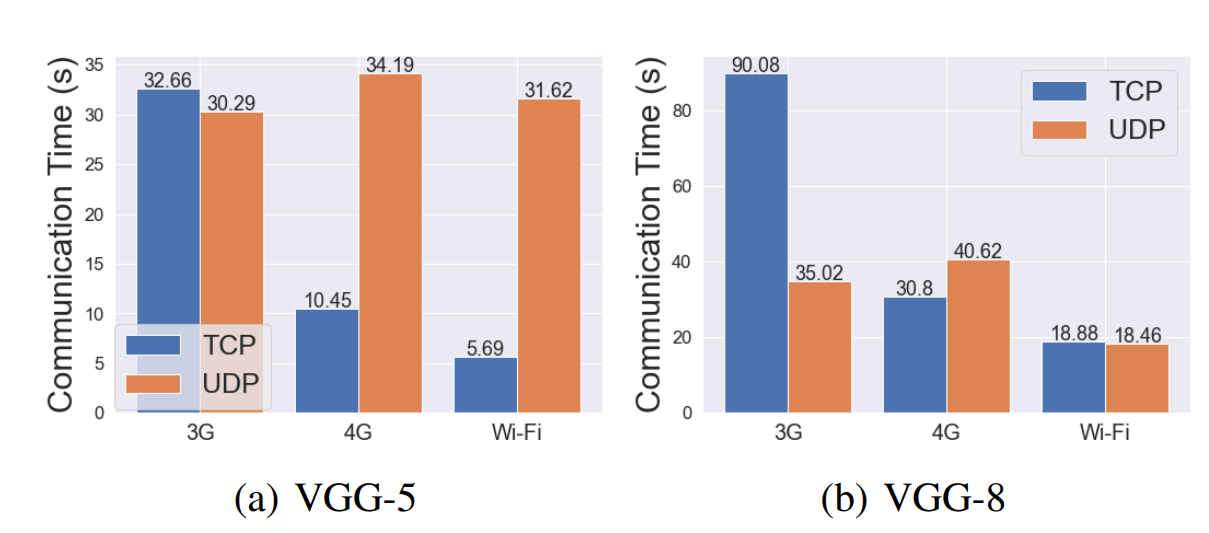 Communication Time (s)
35
30
25
20
15
10
5
0
32.66
30.29
10.45
34.19
5.69
31.62
TCP
UDP
3G 4G Wi-Fi
(a) VGG-5
Communication Time (s)
80
60
40
20
0
90.08
35.02
30.8
40.62
18.88
18.46
TCP
UDP
3G 4G Wi-Fi
(b) VGG-8